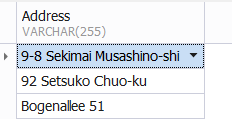 Address
VARCHAR(255)
9-8 Sekimai Musashino-shi
92 Setsuko Chuo-ku
Bogenallee 51